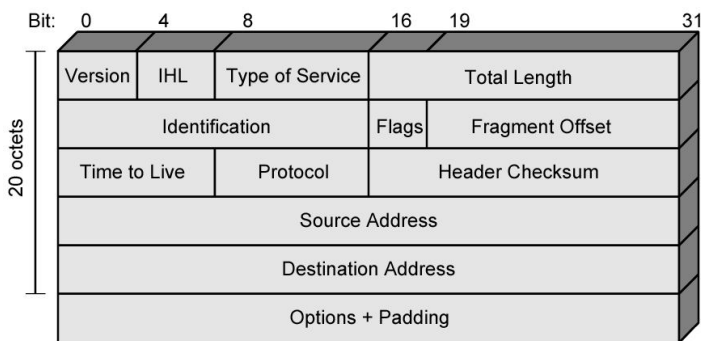 Bit: 0 4 8 16 19 31
Version IHL Type of Service Total Length
Identification Flags Fragment Offset
Time to Live Protocol Header Checksum
Source Address
Destination Address
Options + Padding
20 octets